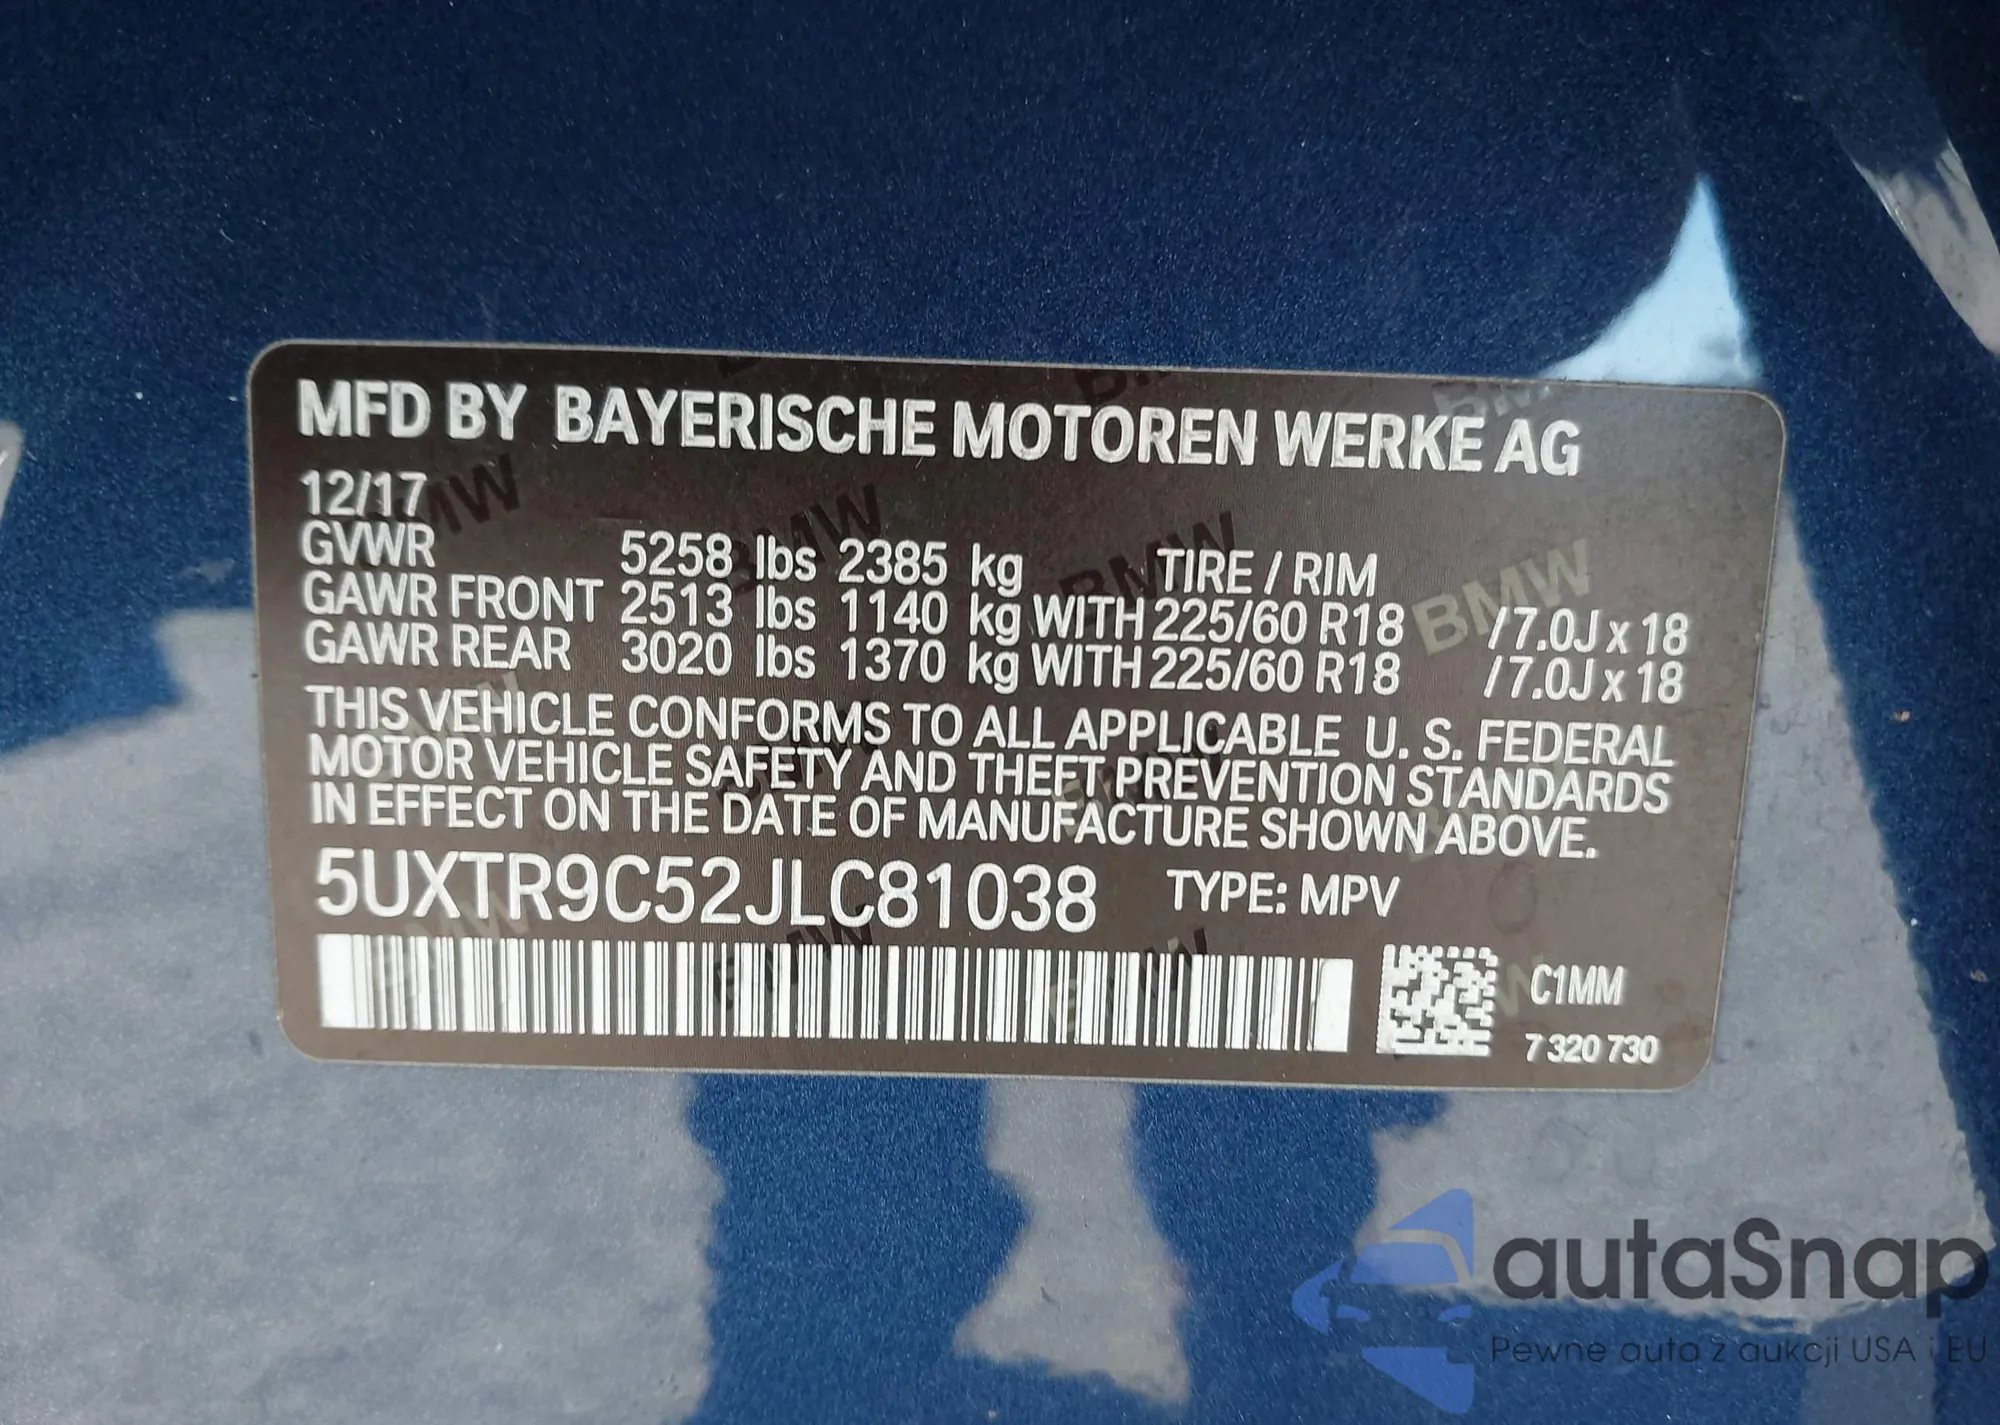 MFD BY BAYERISCHE MOTOREN WERKE AG
12/17
GVWR 5258 lbs 2385 kg TIRE / RIM
GAWR FRONT 2513 lbs 1140 kg WITH 225/60 R18 /7.0J x 18
GAWR REAR 3020 lbs 1370 kg WITH 225/60 R18 /7.0J x 18
THIS VEHICLE CONFORMS TO ALL APPLICABLE U. S. FEDERAL
MOTOR VEHICLE SAFETY AND THEFT PREVENTION STANDARDS
IN EFFECT ON THE DATE OF MANUFACTURE SHOWN ABOVE.
5UXTR9C52JLC81038 TYPE: MPV
C1MM
7 320 730
autaSnap
Pewne auta z aukcji USA i EU